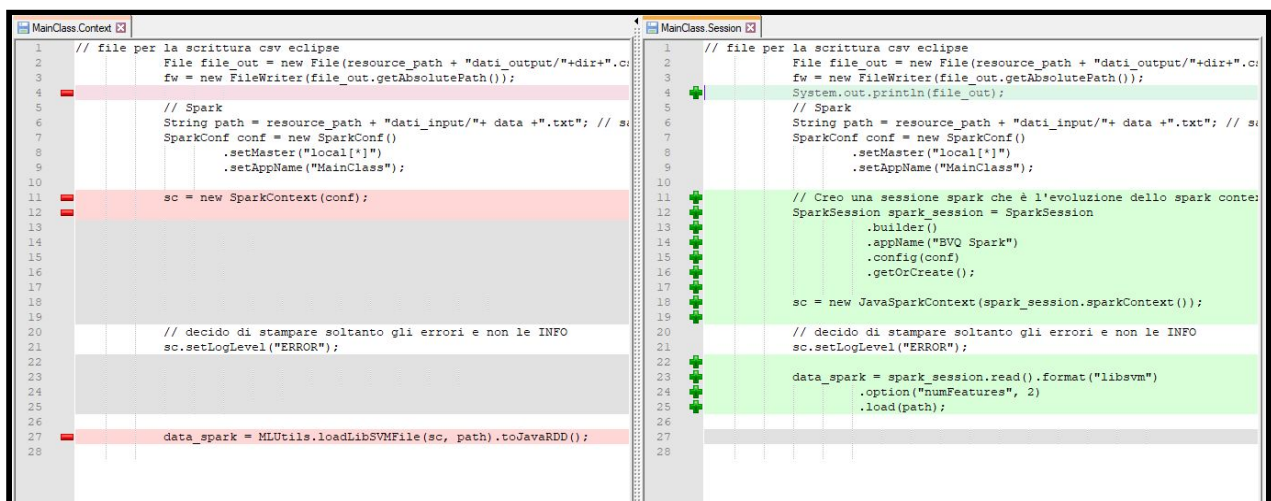 MainClass.Context
1 // file per la scrittura csv eclipse
2 File file_out = new File(resource_path + "dati_output/"+dir+".c
3 fw = new FileWriter(file_out.getAbsolutePath());
4
5 // Spark
6 String path = resource_path + "dati_input/"+ data +".txt"; // sa
7 SparkConf conf = new SparkConf()
8 .setMaster("local[*]")
9 .setAppName("MainClass");
10
11 sc = new SparkContext(conf);
12
13
14
15
16
17
18
19
20 // decido di stampare soltanto gli errori e non le INFO
21 sc.setLogLevel("ERROR");
22
23
24
25
26
27 data_spark = MLUtils.loadLibSVMFile(sc, path).toJavaRDD();
28
MainClass.Session
1 // file per la scrittura csv eclipse
2 File file_out = new File(resource_path + "dati_output/"+dir+".c
3 fw = new FileWriter(file_out.getAbsolutePath());
4 System.out.println(file_out);
5 // Spark
6 String path = resource_path + "dati_input/"+ data +".txt"; // sa
7 SparkConf conf = new SparkConf()
8 .setMaster("local[*]")
9 .setAppName("MainClass");
10
11 // Creo una sessione spark che è l'evoluzione dello spark conte
12 SparkSession spark_session = SparkSession
13 .builder()
14 .appName("BVQ Spark")
15 .config(conf)
16 .getOrCreate();
17
18 sc = new JavaSparkContext(spark_session.sparkContext());
19
20 // decido di stampare soltanto gli errori e non le INFO
21 sc.setLogLevel("ERROR");
22
23 data_spark = spark_session.read().format("libsvm")
24 .option("numFeatures", 2)
25 .load(path);
26
27
28